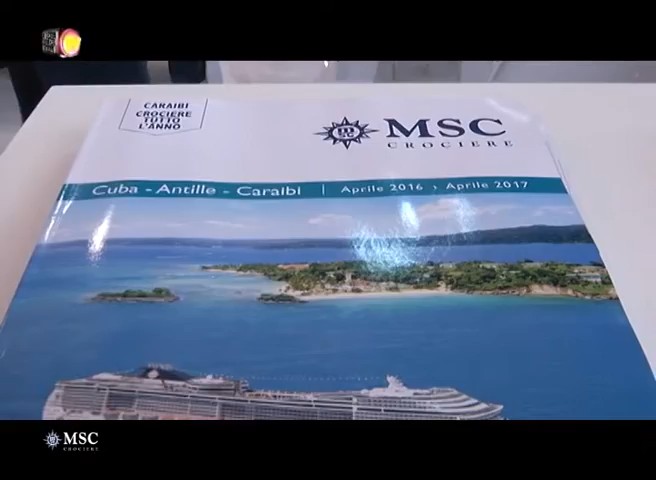 CARAIBI
CROCIERE
TUTTO
L'ANNO
MSC
CROCIERE
Cuba - Antille - Caraibi | Aprile 2016 > Aprile 2017
MSC
CROCIERE